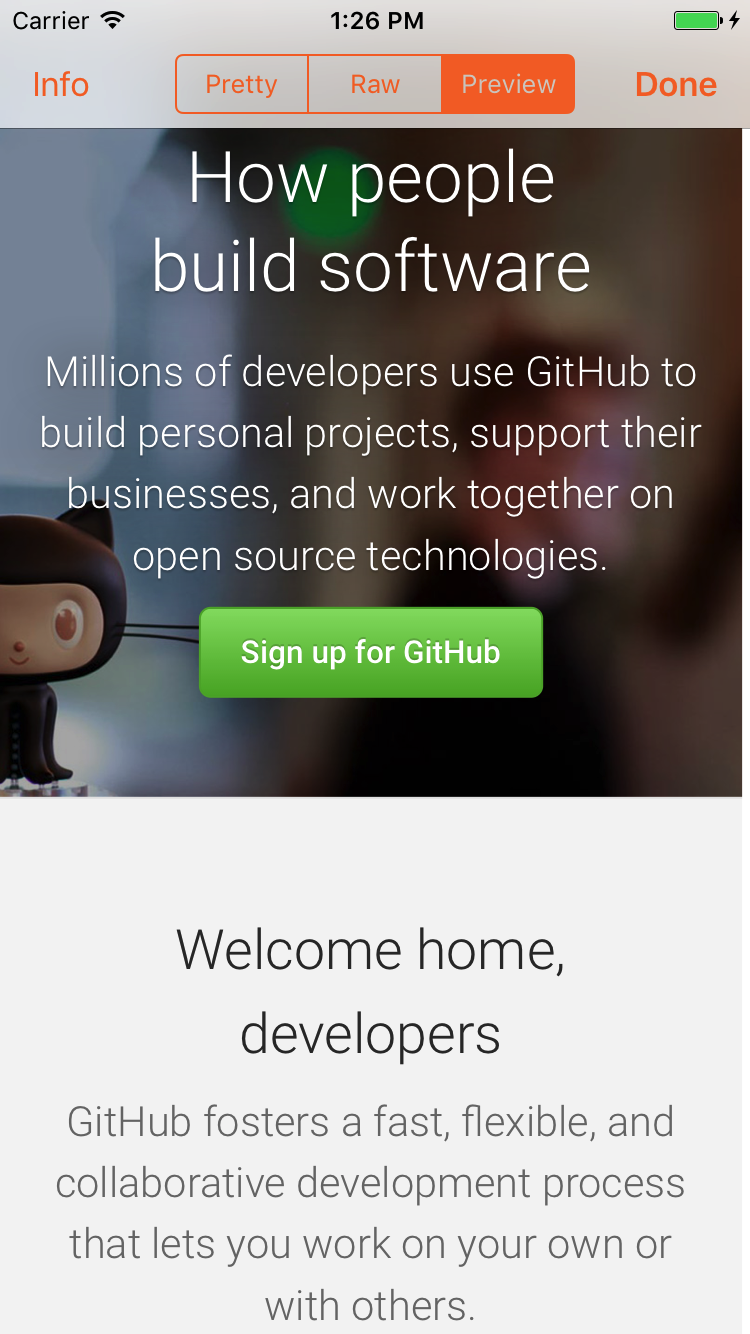 Carrier 1:26 PM
Info Pretty Raw Preview Done
How people
build software
Millions of developers use GitHub to
build personal projects, support their
businesses, and work together on
open source technologies.
Sign up for GitHub
Welcome home,
developers
GitHub fosters a fast, flexible, and
collaborative development process
that lets you work on your own or
with others.